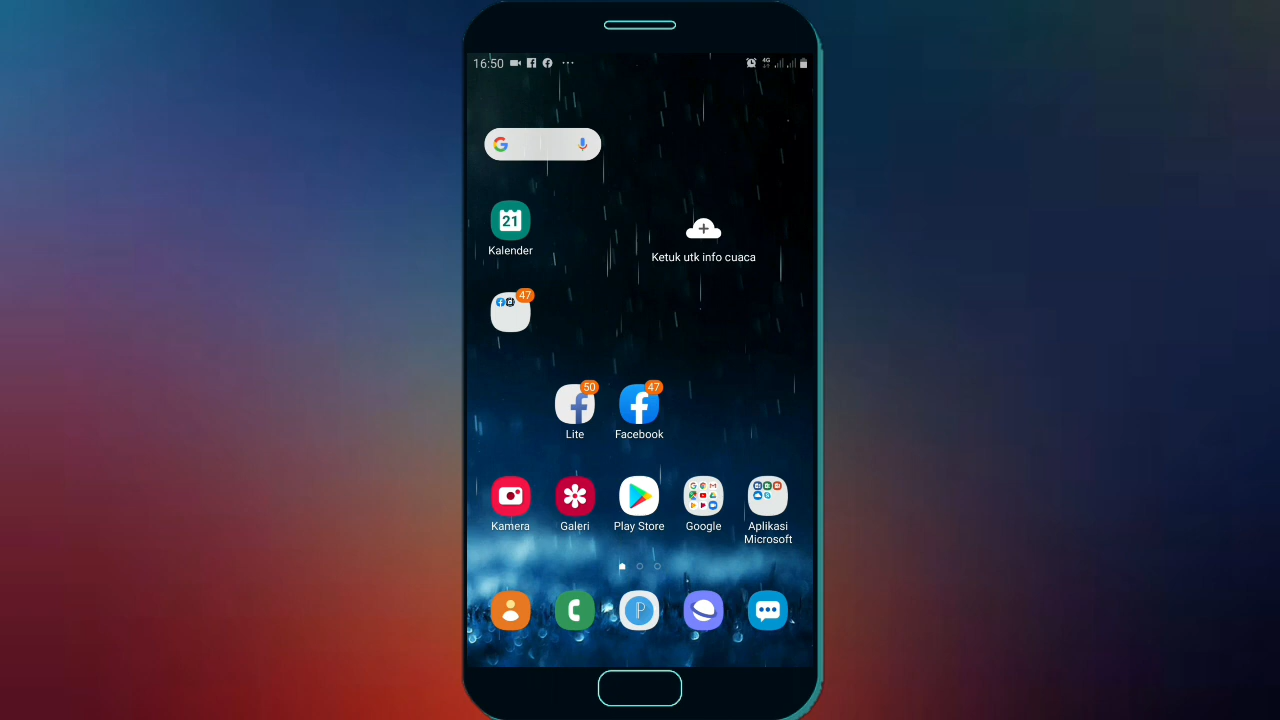 16:50
4G
21
Kalender
Ketuk utk info cuaca
47
50
47
Lite
Facebook
Kamera
Galeri
Play Store
Google
Aplikasi
Microsoft
P